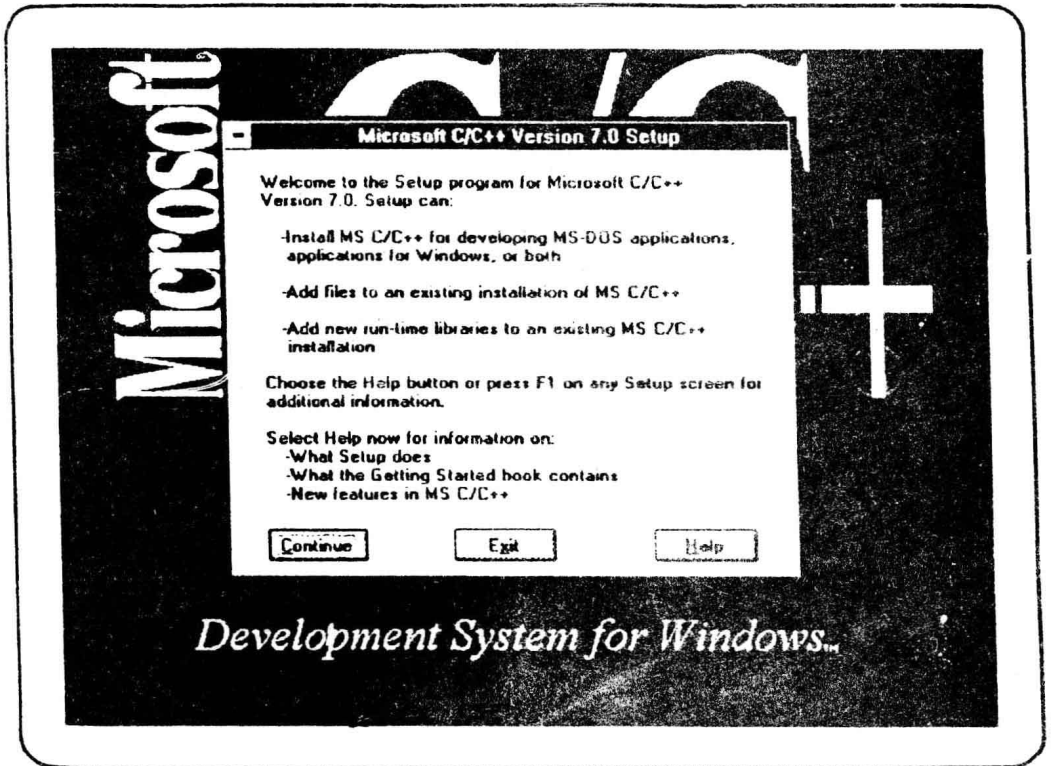 Microsoft
C/C++
Microsoft C/C++ Version 7.0 Setup
Welcome to the Setup program for Microsoft C/C++
Version 7.0. Setup can:
-Install MS C/C++ for developing MS-DOS applications,
applications for Windows, or both
-Add files to an existing installation of MS C/C++
-Add new run-time libraries to an existing MS C/C++
installation
Choose the Help button or press F1 on any Setup screen for
additional information.
Select Help now for information on:
-What Setup does
-What the Getting Started book contains
-New features in MS C/C++
Continue Exit Help
Development System for Windows™